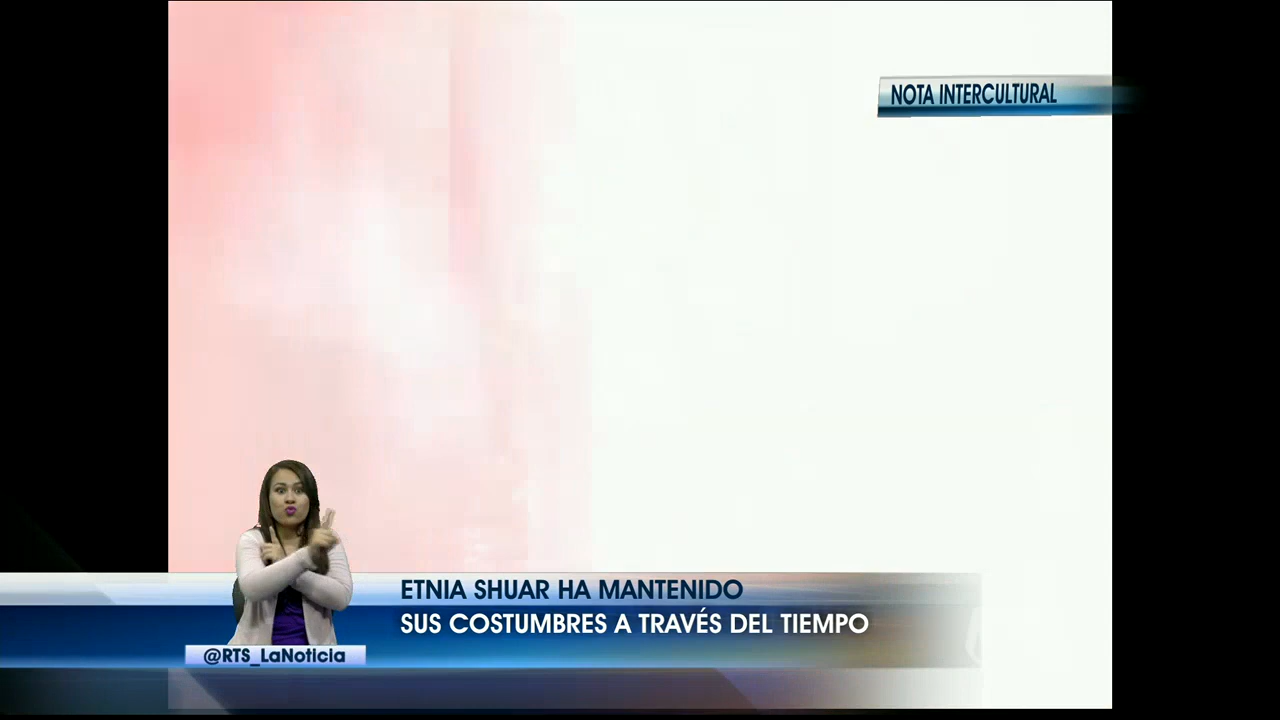 NOTA INTERCULTURAL
ETNIA SHUAR HA MANTENIDO
SUS COSTUMBRES A TRAVÉS DEL TIEMPO
@RTS_LaNoticia